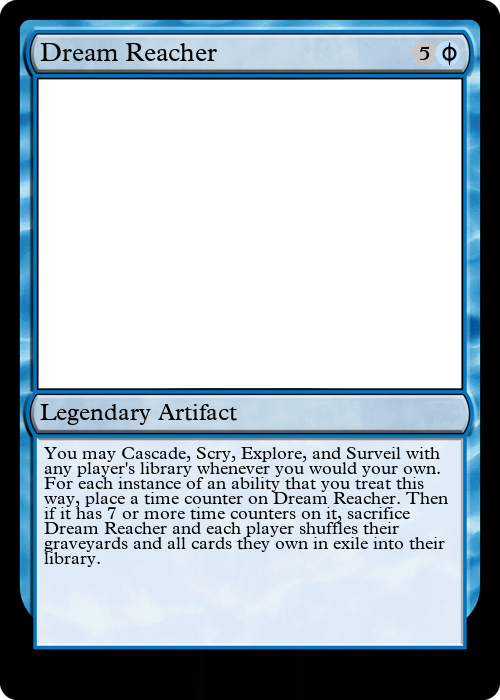 Dream Reacher 5 ϕ
Legendary Artifact
You may Cascade, Scry, Explore, and Surveil with
any player's library whenever you would your own.
For each instance of an ability that you treat this
way, place a time counter on Dream Reacher. Then
if it has 7 or more time counters on it, sacrifice
Dream Reacher and each player shuffles their
graveyards and all cards they own in exile into their
library.